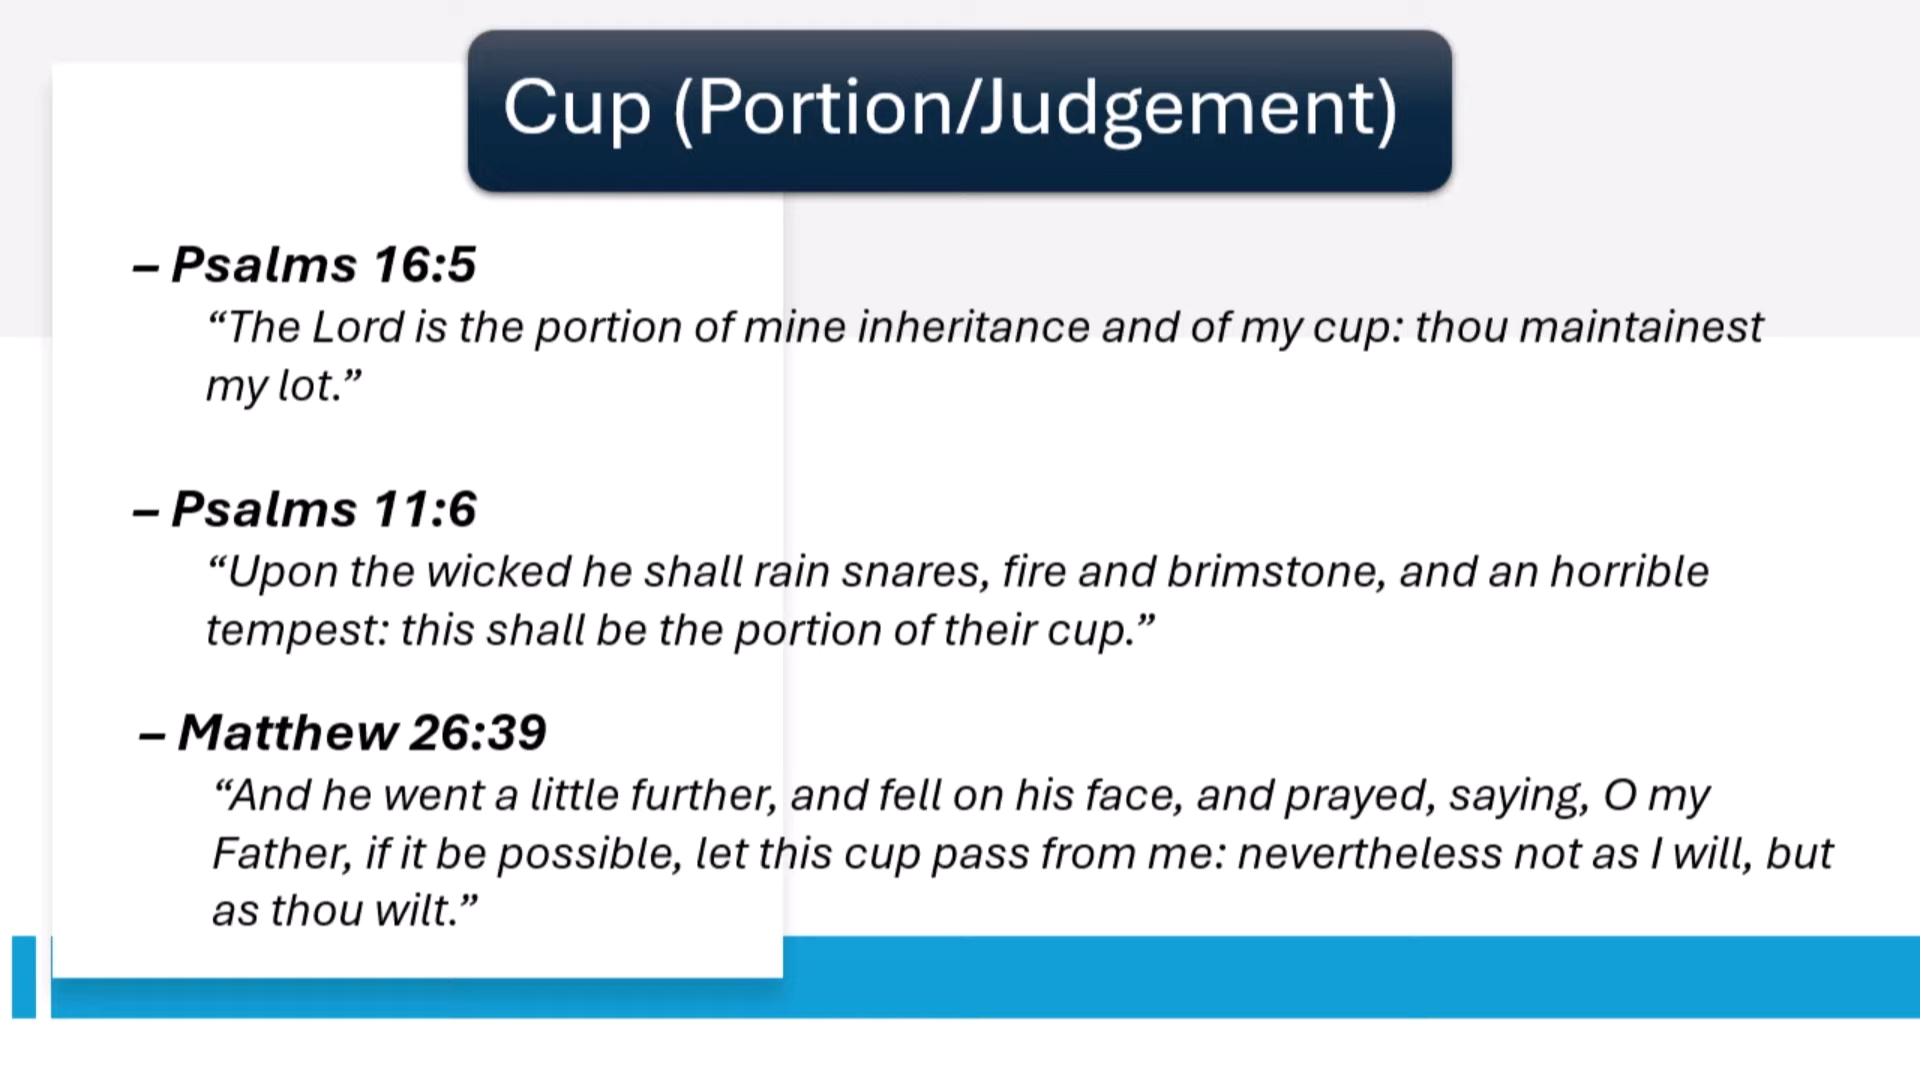 Cup (Portion/Judgement)
– Psalms 16:5
“The Lord is the portion of mine inheritance and of my cup: thou maintainest
my lot.”
– Psalms 11:6
“Upon the wicked he shall rain snares, fire and brimstone, and an horrible
tempest: this shall be the portion of their cup.”
– Matthew 26:39
“And he went a little further, and fell on his face, and prayed, saying, O my
Father, if it be possible, let this cup pass from me: nevertheless not as I will, but
as thou wilt.”